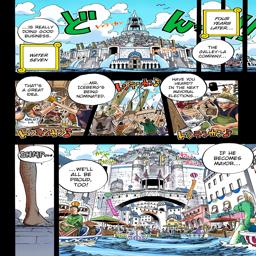 FOUR
YEARS
LATER...
THE
GALLEY-LA
COMPANY...
...IS REALLY
DOING GOOD
BUSINESS.
WATER
SEVEN
HAVE YOU
HEARD?
IN THE NEXT
MAYORAL
ELECTIONS...
...MR.
ICEBERG'S
BEING
NOMINATED.
THAT'S
A GREAT
IDEA.
IF HE
BECOMES
MAYOR...
...WE'LL
ALL BE
PROUD,
TOO!